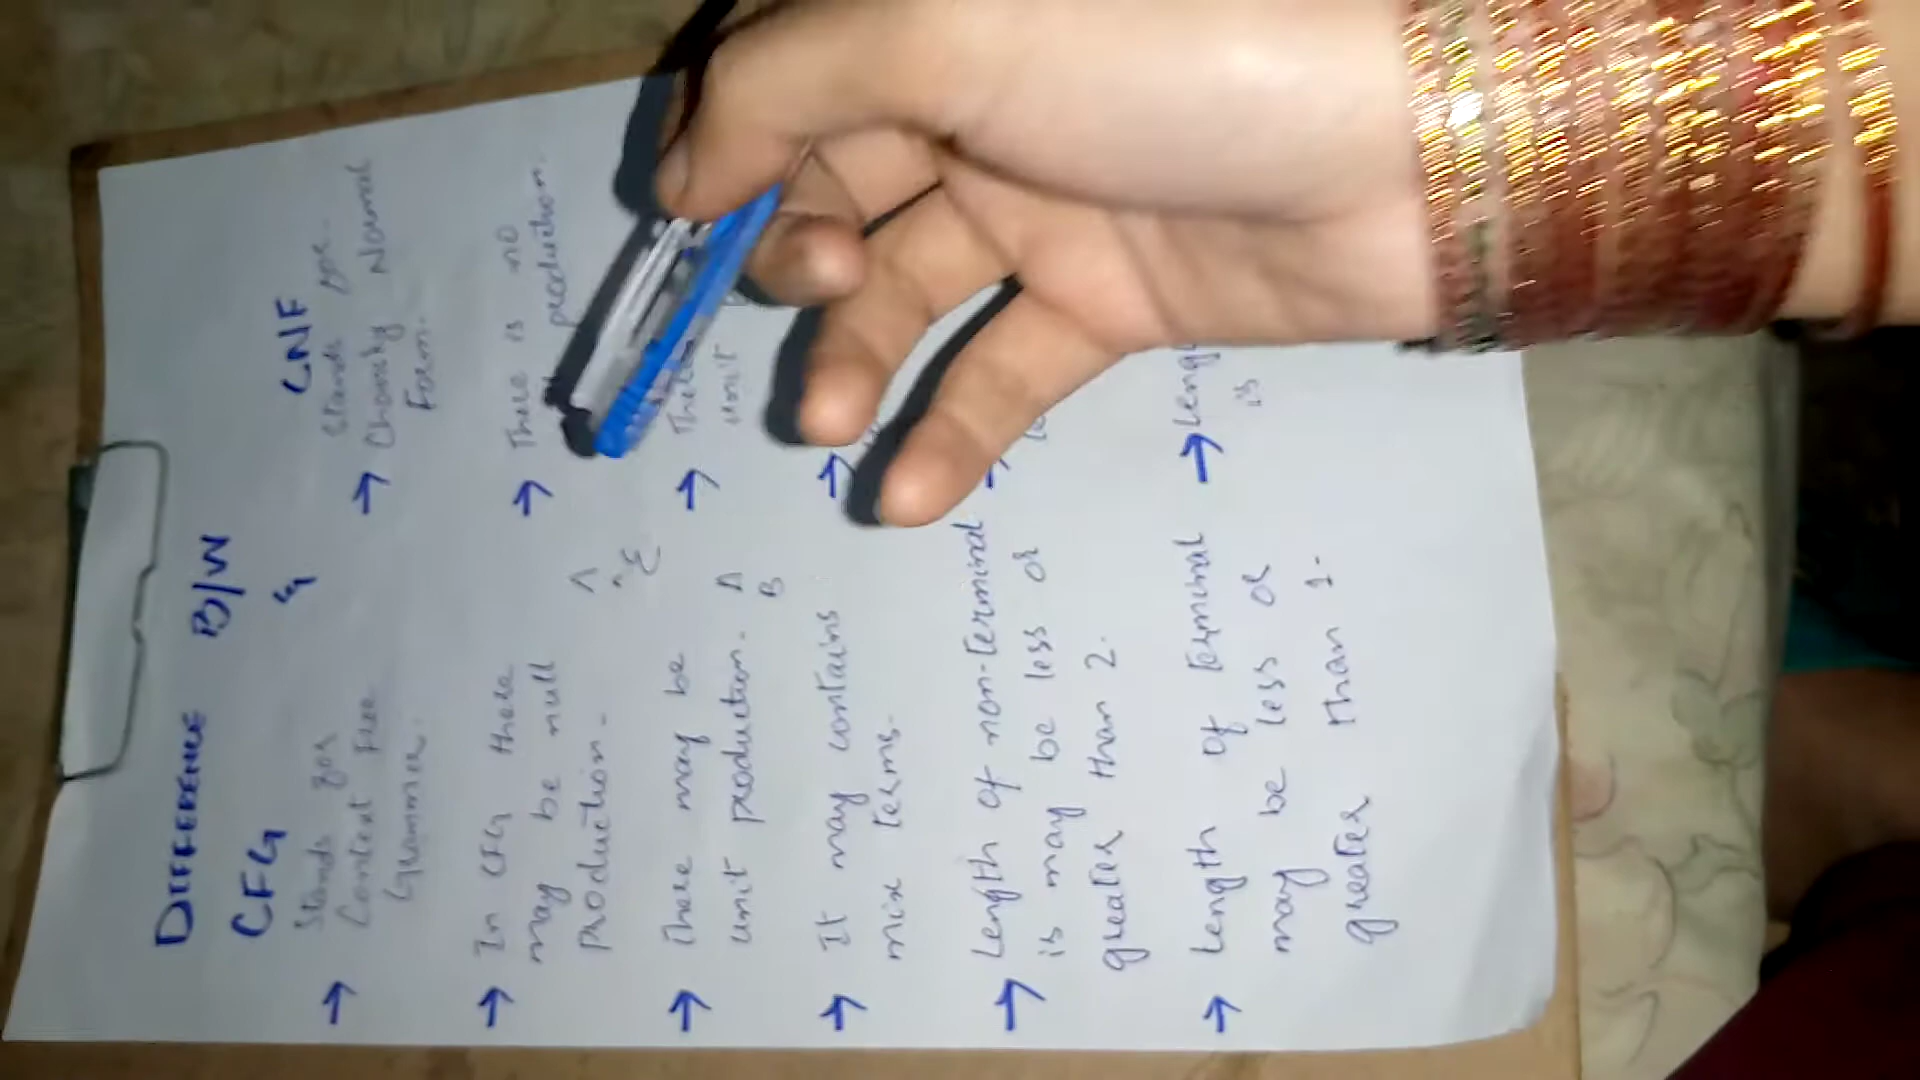 DIFFERENCE B/W
CFG & CNF
→ Stands for
Context Free
Grammer.
→ In CFG there
may be null
production.
Λ
^ ε
→ There may be
unit production.
A
B
→ It may contains
mix terms.
→ Length of non-terminal
is may be less or
greater than 2.
→ Length of terminal
may be less or
greater than 1.
Stands for
→ Chomsky Normal
Form.
→ There is no
production.
→
unit
→
→
→ Leng
is